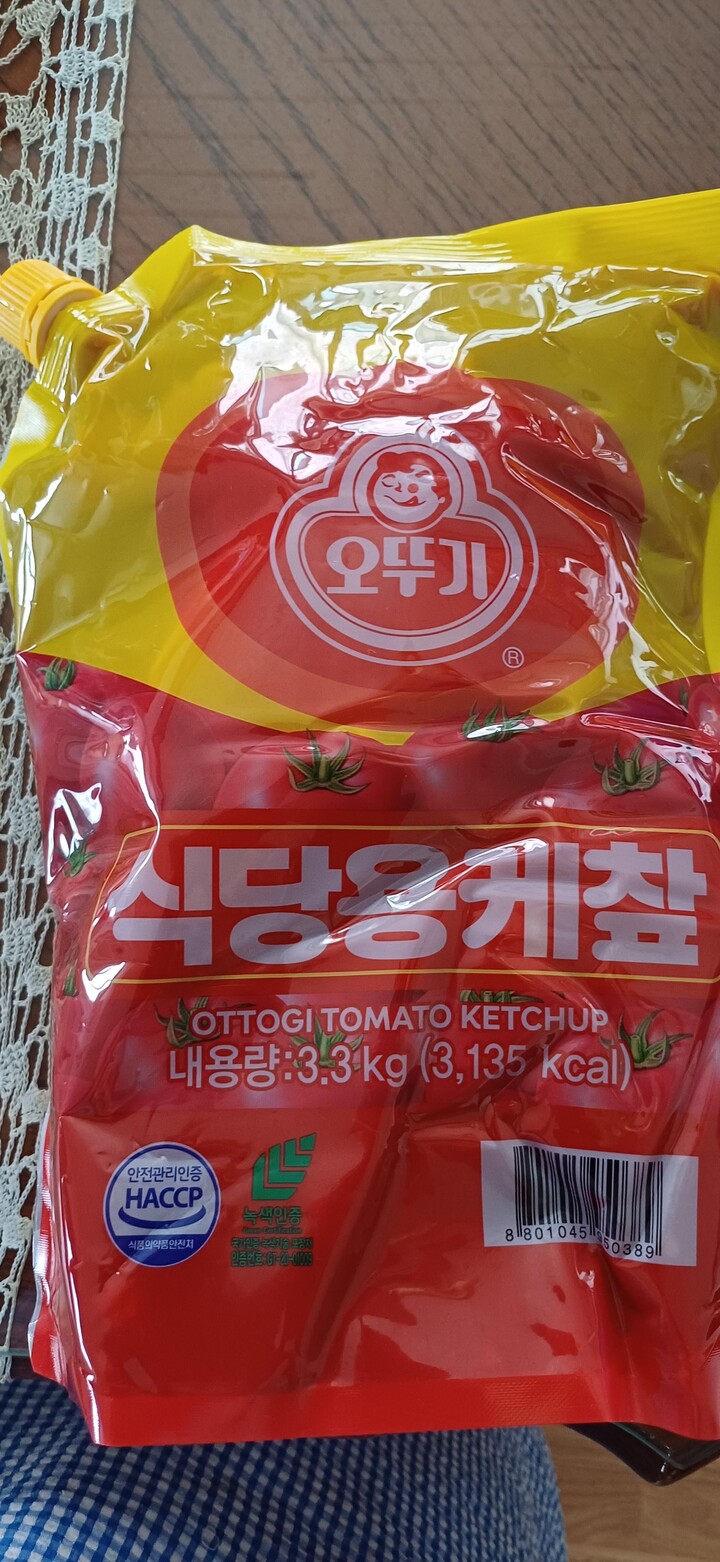 오뚜기
®
식당용케챂
OTTOGI TOMATO KETCHUP
내용량:3.3kg (3,135 kcal)
안전관리인증
HACCP
식품의약품안전처
녹색인증